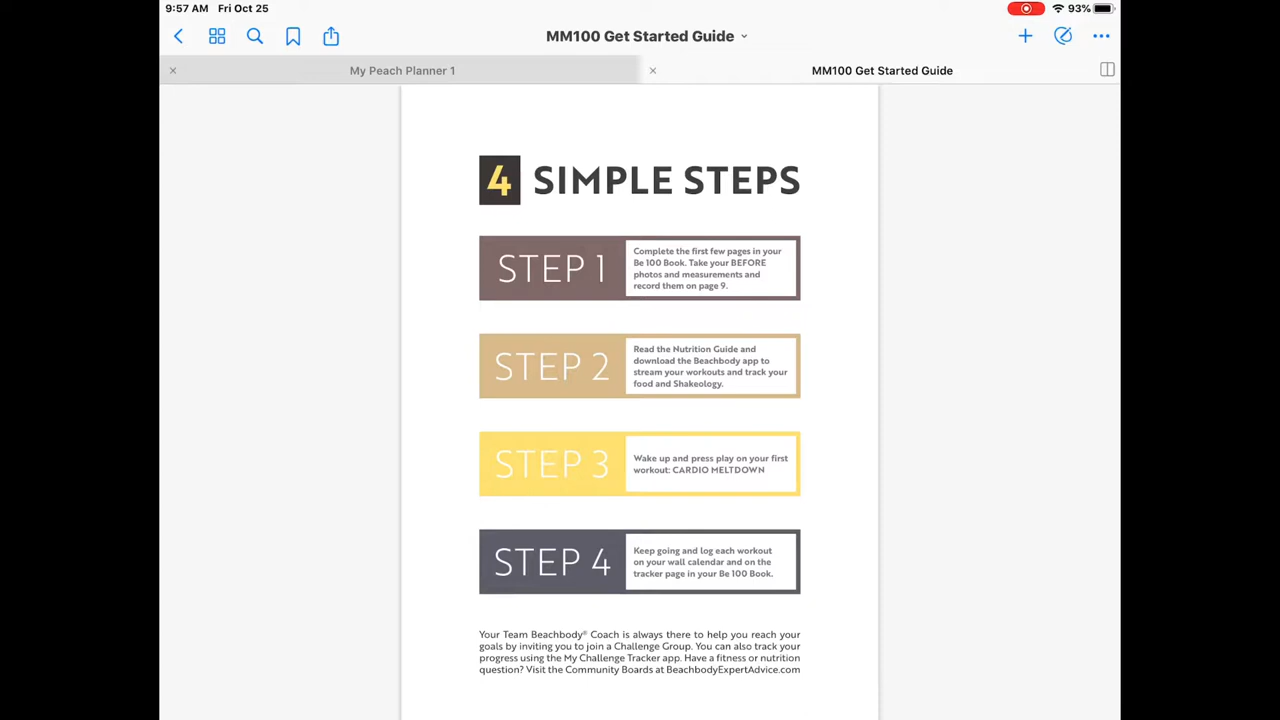 9:57 AM Fri Oct 25
93%
MM100 Get Started Guide
My Peach Planner 1
MM100 Get Started Guide
4 SIMPLE STEPS
STEP 1
Complete the first few pages in your
Be 100 Book. Take your BEFORE
photos and measurements and
record them on page 9.
STEP 2
Read the Nutrition Guide and
download the Beachbody app to
stream your workouts and track your
food and Shakeology.
STEP 3
Wake up and press play on your first
workout: CARDIO MELTDOWN
STEP 4
Keep going and log each workout
on your wall calendar and on the
tracker page in your Be 100 Book.
Your Team Beachbody® Coach is always there to help you reach your
goals by inviting you to join a Challenge Group. You can also track your
progress using the My Challenge Tracker app. Have a fitness or nutrition
question? Visit the Community Boards at BeachbodyExpertAdvice.com